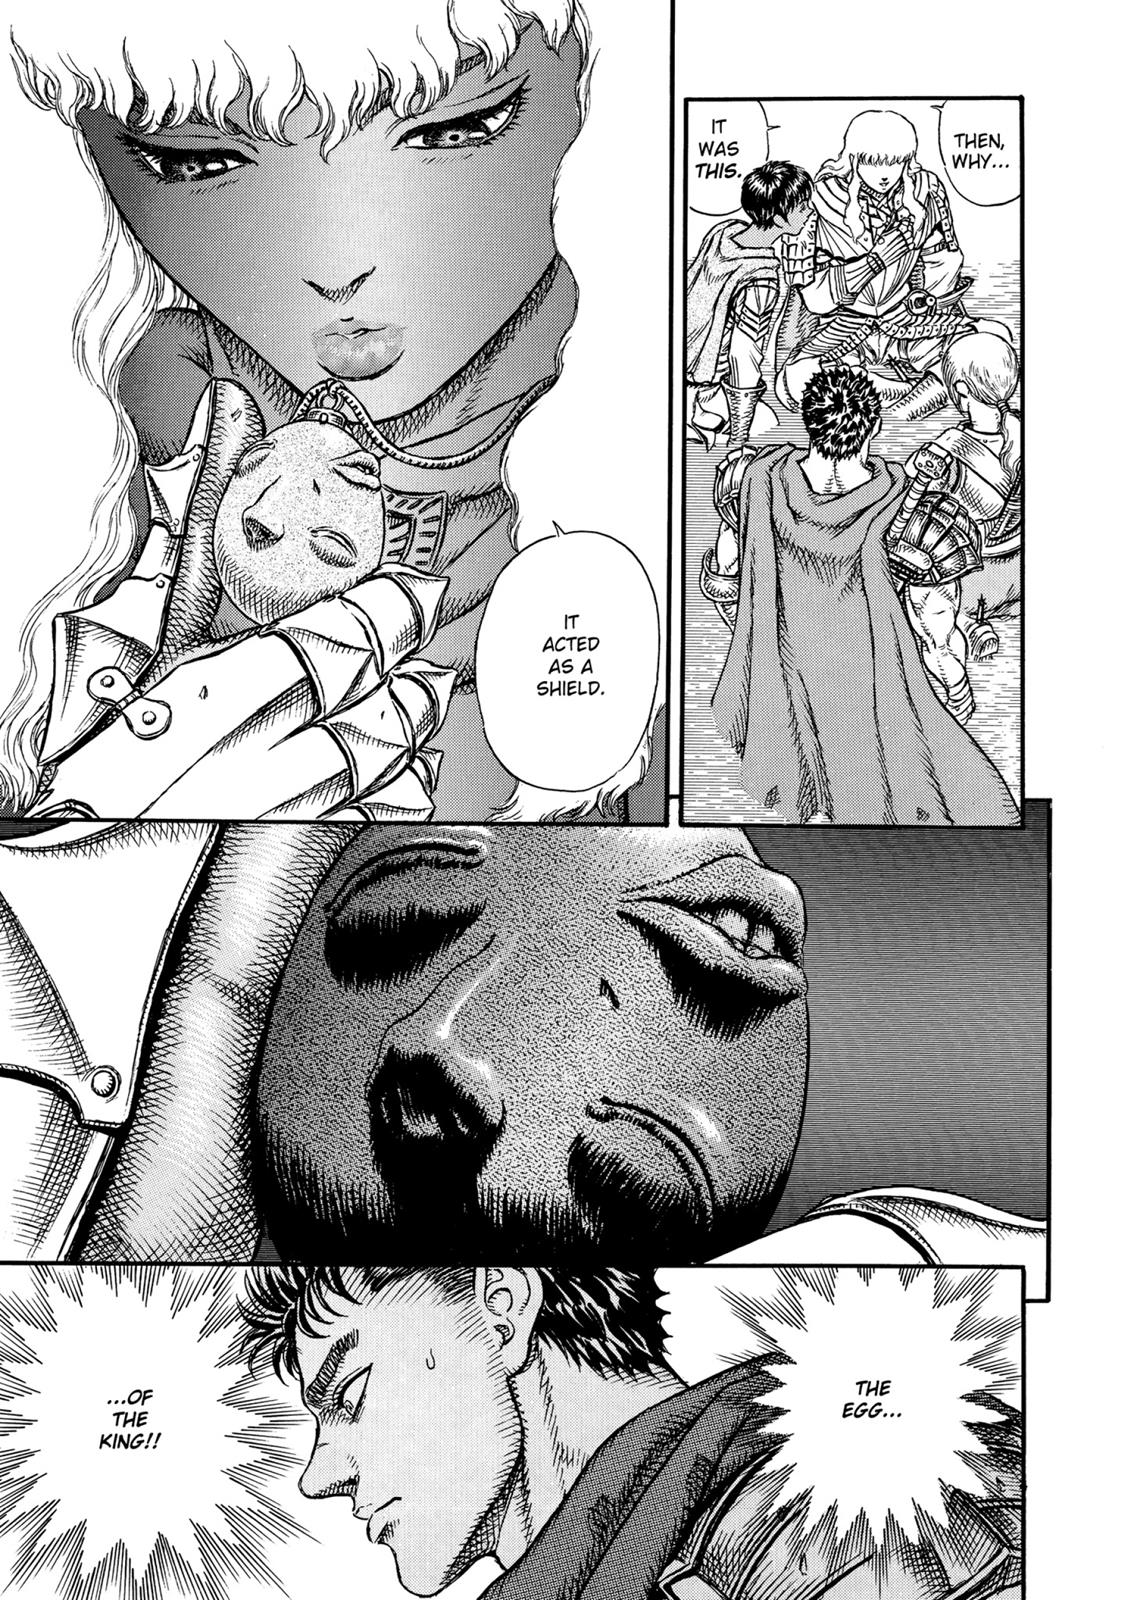 THEN,
WHY...
IT
WAS
THIS.
IT
ACTED
AS A
SHIELD.
THE
EGG...
...OF
THE
KING!!